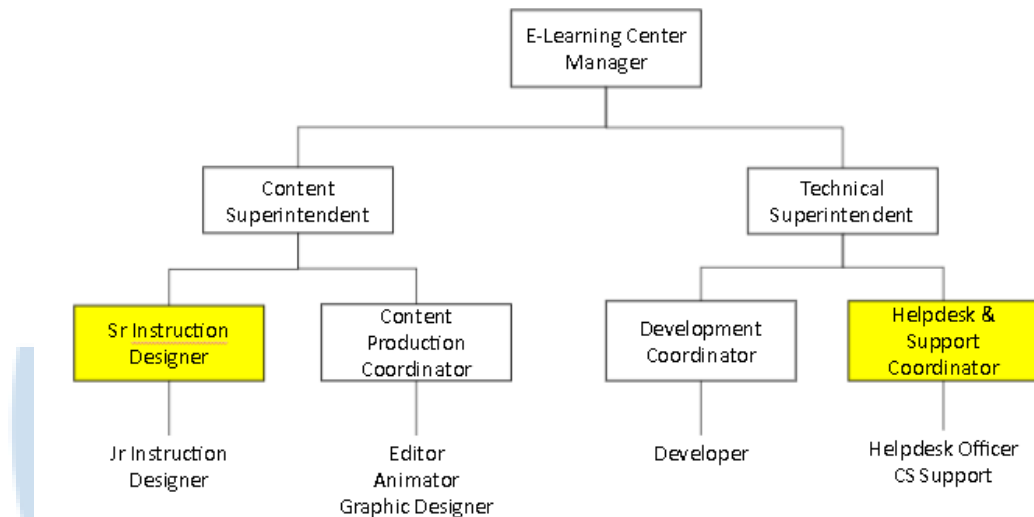 E-Learning Center
Manager
Content
Superintendent
Technical
Superintendent
Sr Instruction
Designer
Content
Production
Coordinator
Development
Coordinator
Helpdesk &
Support
Coordinator
Jr Instruction
Designer
Editor
Animator
Graphic Designer
Developer
Helpdesk Officer
CS Support